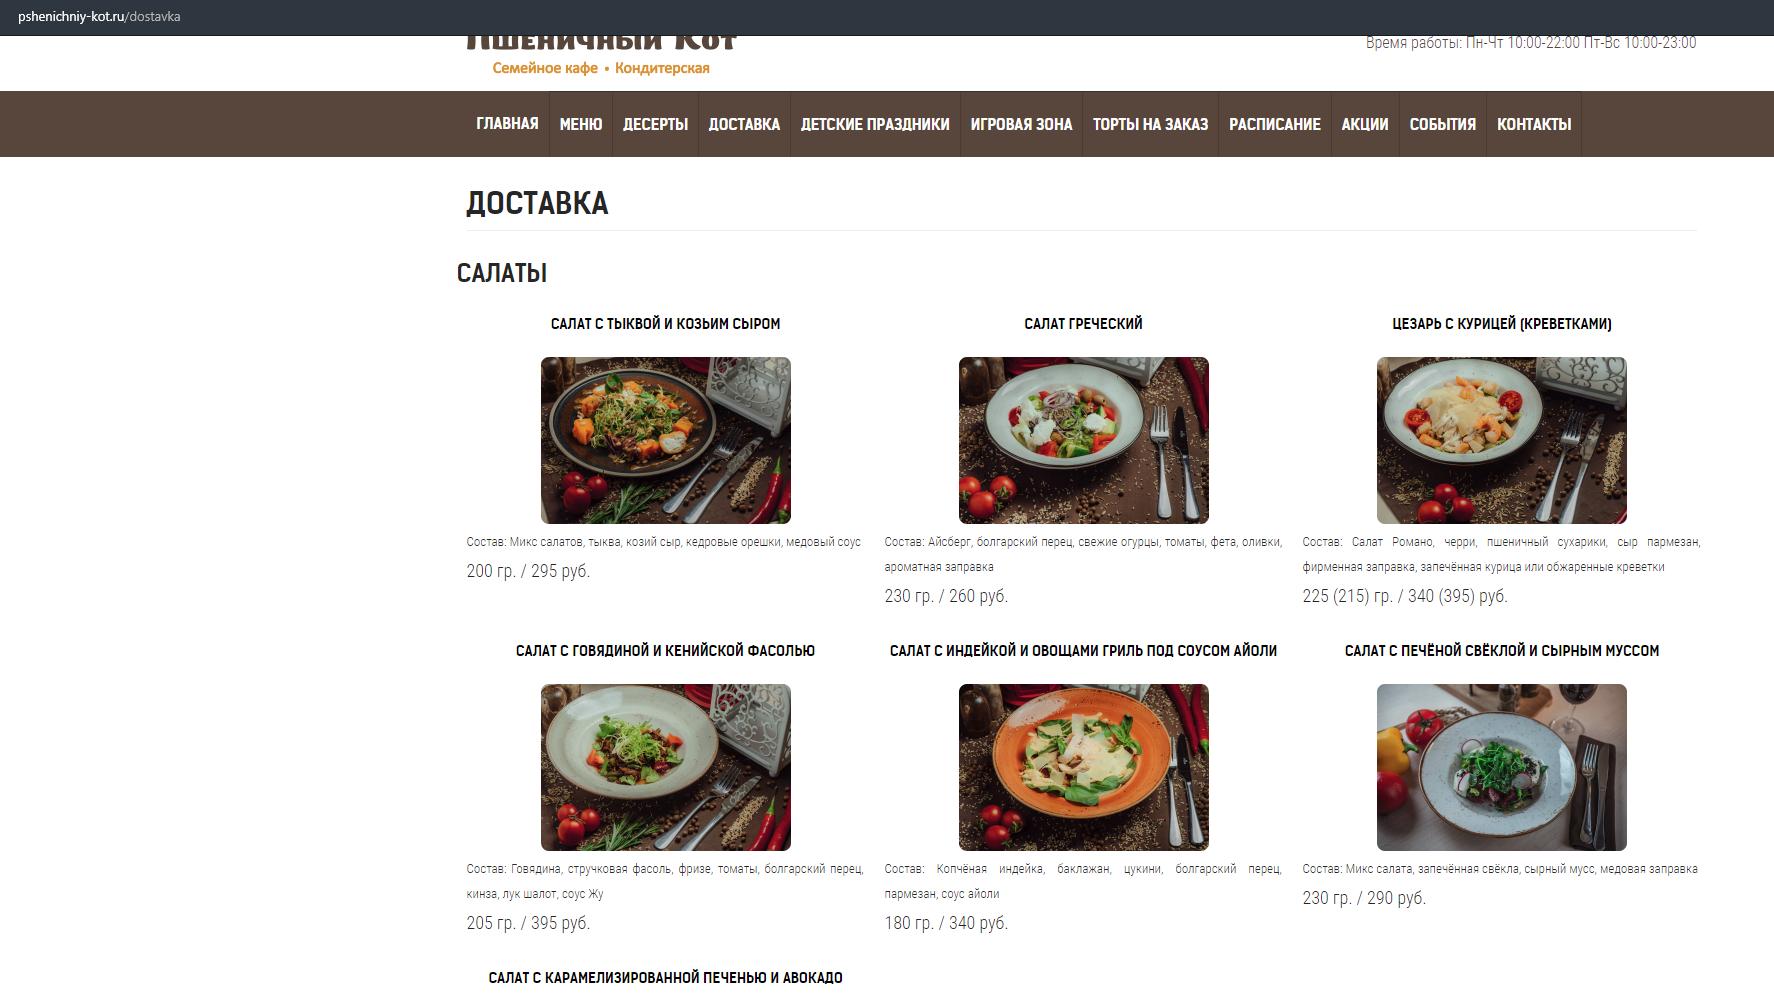 pshenichniy-kot.ru/dostavka
Пшеничный Кот
Время работы: Пн-Чт 10:00-22:00 Пт-Вс 10:00-23:00
Семейное кафе • Кондитерская
ГЛАВНАЯ МЕНЮ ДЕСЕРТЫ ДОСТАВКА ДЕТСКИЕ ПРАЗДНИКИ ИГРОВАЯ ЗОНА ТОРТЫ НА ЗАКАЗ РАСПИСАНИЕ АКЦИИ СОБЫТИЯ КОНТАКТЫ
ДОСТАВКА
САЛАТЫ
САЛАТ С ТЫКВОЙ И КОЗЬИМ СЫРОМ
Состав: Микс салатов, тыква, козий сыр, кедровые орешки, медовый соус
200 гр. / 295 руб.
САЛАТ ГРЕЧЕСКИЙ
Состав: Айсберг, болгарский перец, свежие огурцы, томаты, фета, оливки,
ароматная заправка
230 гр. / 260 руб.
ЦЕЗАРЬ С КУРИЦЕЙ (КРЕВЕТКАМИ)
Состав: Салат Романо, черри, пшеничный сухарики, сыр пармезан,
фирменная заправка, запечённая курица или обжаренные креветки
225 (215) гр. / 340 (395) руб.
САЛАТ С ГОВЯДИНОЙ И КЕНИЙСКОЙ ФАСОЛЬЮ
Состав: Говядина, стручковая фасоль, фризе, томаты, болгарский перец,
кинза, лук шалот, соус Жу
205 гр. / 395 руб.
САЛАТ С ИНДЕЙКОЙ И ОВОЩАМИ ГРИЛЬ ПОД СОУСОМ АЙОЛИ
Состав: Копчёная индейка, баклажан, цукини, болгарский перец,
пармезан, соус айоли
180 гр. / 340 руб.
САЛАТ С ПЕЧЁНОЙ СВЁКЛОЙ И СЫРНЫМ МУССОМ
Состав: Микс салата, запечённая свёкла, сырный мусс, медовая заправка
230 гр. / 290 руб.
САЛАТ С КАРАМЕЛИЗИРОВАННОЙ ПЕЧЕНЬЮ И АВОКАДО